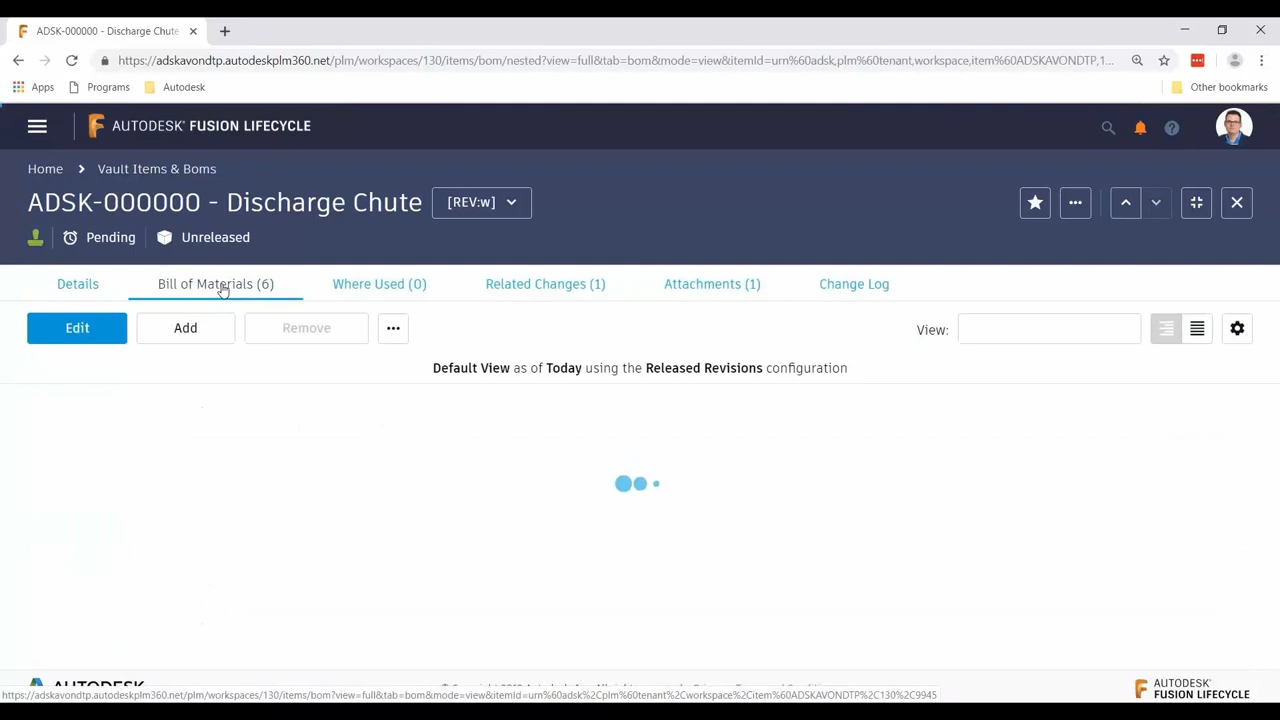 ADSK-000000 - Discharge Chute
https://adskavondtp.autodeskplm360.net/plm/workspaces/130/items/bom/nested?view=full&tab=bom&mode=view&itemId=urn%60adsk,plm%60tenant,workspace,item%60ADSKAVONDTP,1...
Apps Programs Autodesk Other bookmarks
AUTODESK® FUSION LIFECYCLE
Home > Vault Items & Boms
ADSK-000000 - Discharge Chute [REV:w]
Pending Unreleased
Details Bill of Materials (6) Where Used (0) Related Changes (1) Attachments (1) Change Log
Edit Add Remove ••• View:
Default View as of Today using the Released Revisions configuration
AUTODESK
https://adskavondtp.autodeskplm360.net/plm/workspaces/130/items/bom?view=full&tab=bom&mode=view&itemId=urn%60adsk%2Cplm%60tenant%2Cworkspace%2Citem%60ADSKAVONDTP%2C130%2C9945
AUTODESK®
FUSION LIFECYCLE